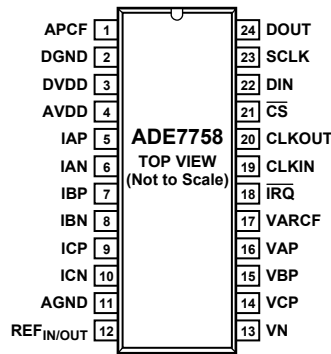 APCF 1 24 DOUT
DGND 2 23 SCLK
DVDD 3 22 DIN
AVDD 4 21 CS
IAP 5 ADE7758 20 CLKOUT
TOP VIEW
IAN 6 (Not to Scale) 19 CLKIN
IBP 7 18 IRQ
IBN 8 17 VARCF
ICP 9 16 VAP
ICN 10 15 VBP
AGND 11 14 VCP
REFIN/OUT 12 13 VN